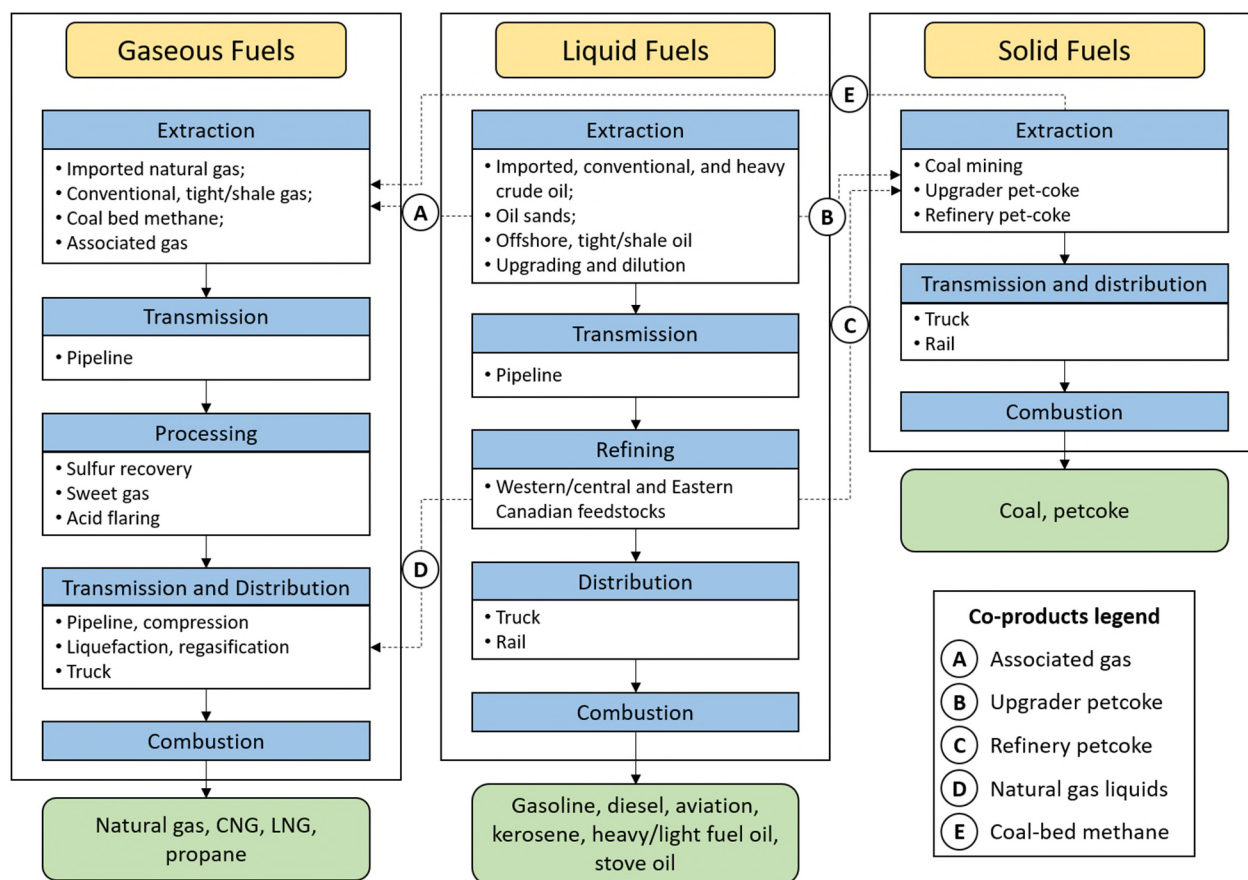 Gaseous Fuels
Extraction
• Imported natural gas;
• Conventional, tight/shale gas;
• Coal bed methane;
• Associated gas
Transmission
• Pipeline
Processing
• Sulfur recovery
• Sweet gas
• Acid flaring
Transmission and Distribution
• Pipeline, compression
• Liquefaction, regasification
• Truck
Combustion
Natural gas, CNG, LNG,
propane
A
D
Liquid Fuels
Extraction
• Imported, conventional, and heavy
crude oil;
• Oil sands;
• Offshore, tight/shale oil
• Upgrading and dilution
Transmission
• Pipeline
Refining
• Western/central and Eastern
Canadian feedstocks
Distribution
• Truck
• Rail
Combustion
Gasoline, diesel, aviation,
kerosene, heavy/light fuel oil,
stove oil
E
B
C
Solid Fuels
Extraction
• Coal mining
• Upgrader pet-coke
• Refinery pet-coke
Transmission and distribution
• Truck
• Rail
Combustion
Coal, petcoke
Co-products legend
A Associated gas
B Upgrader petcoke
C Refinery petcoke
D Natural gas liquids
E Coal-bed methane